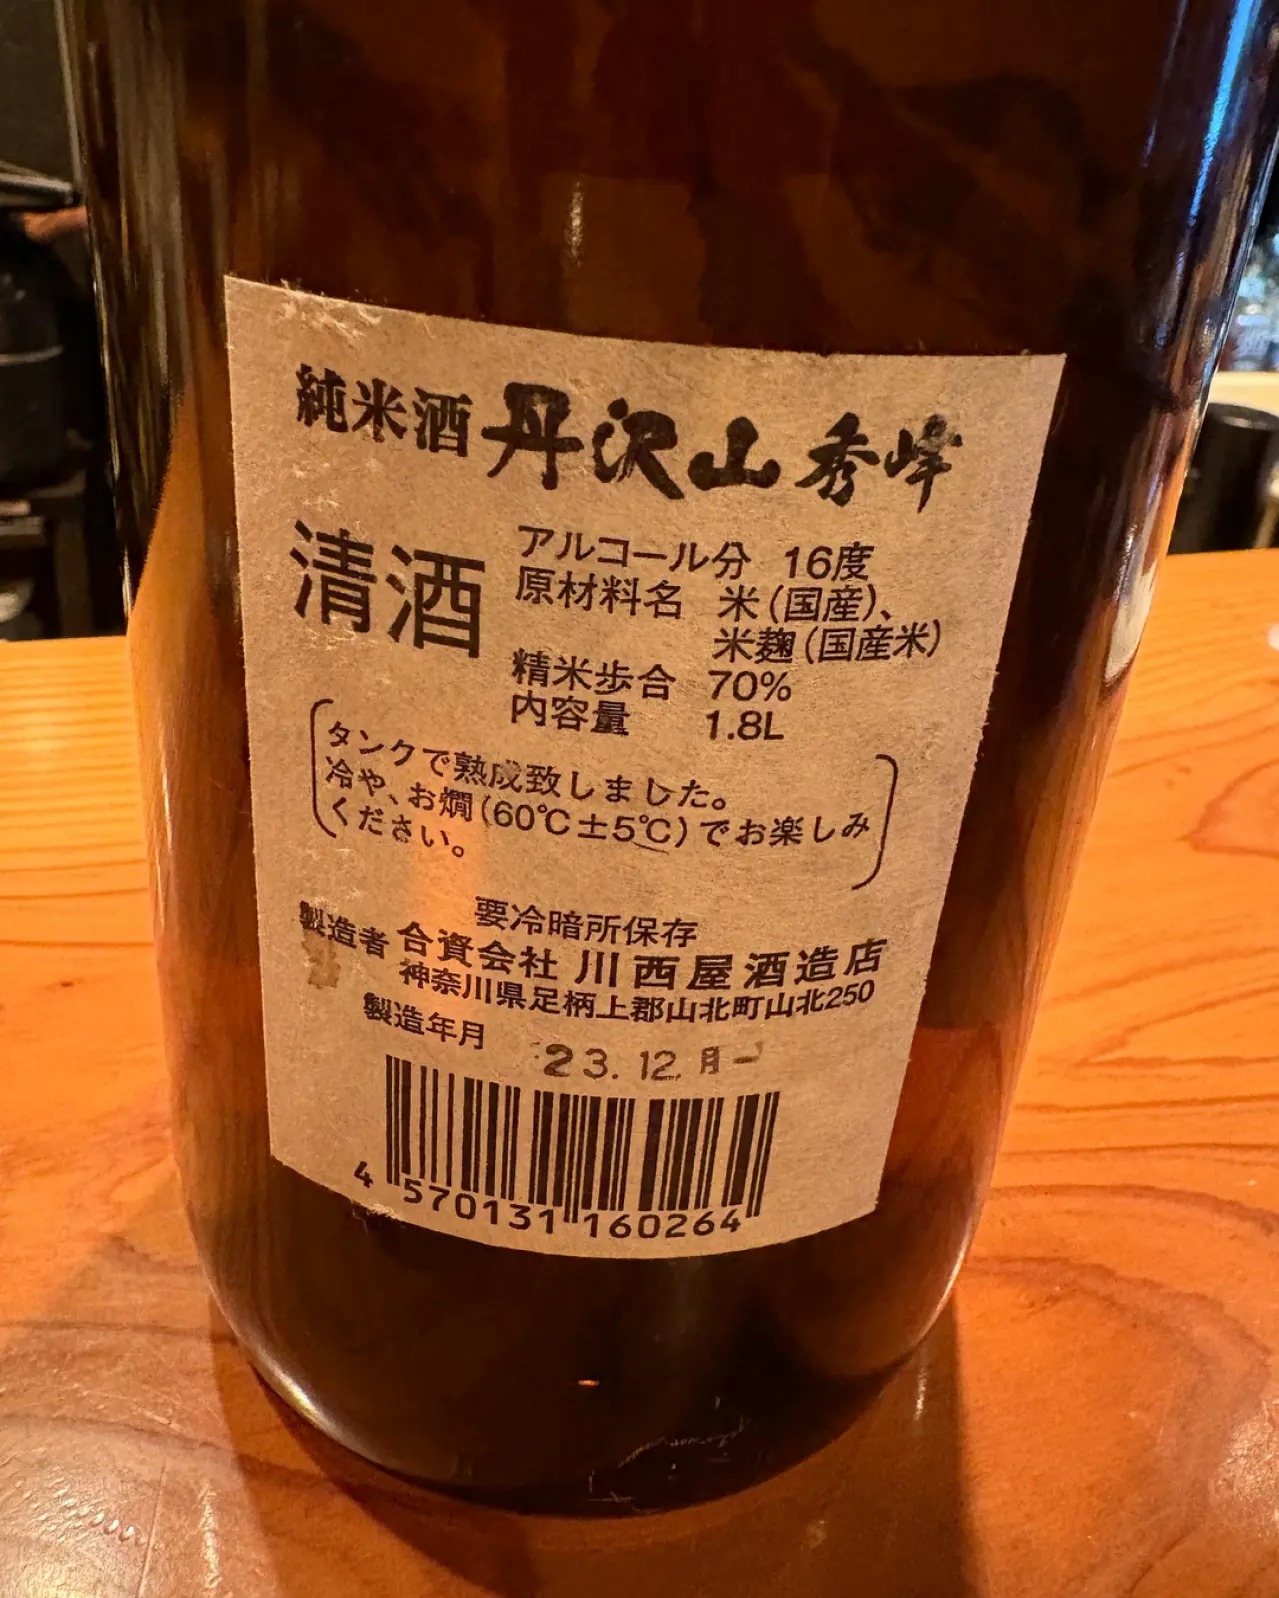 純米酒 丹沢山 秀峰
清酒
アルコール分 16度
原材料名 米(国産)、
米麹(国産米)
精米歩合 70%
内容量 1.8L
タンクで熟成致しました。
冷や、お燗(60℃±5℃)でお楽しみ
ください。
要冷暗所保存
製造者 合資会社 川西屋酒造店
神奈川県足柄上郡山北町山北250
製造年月 23.12.月
4 570131 160264